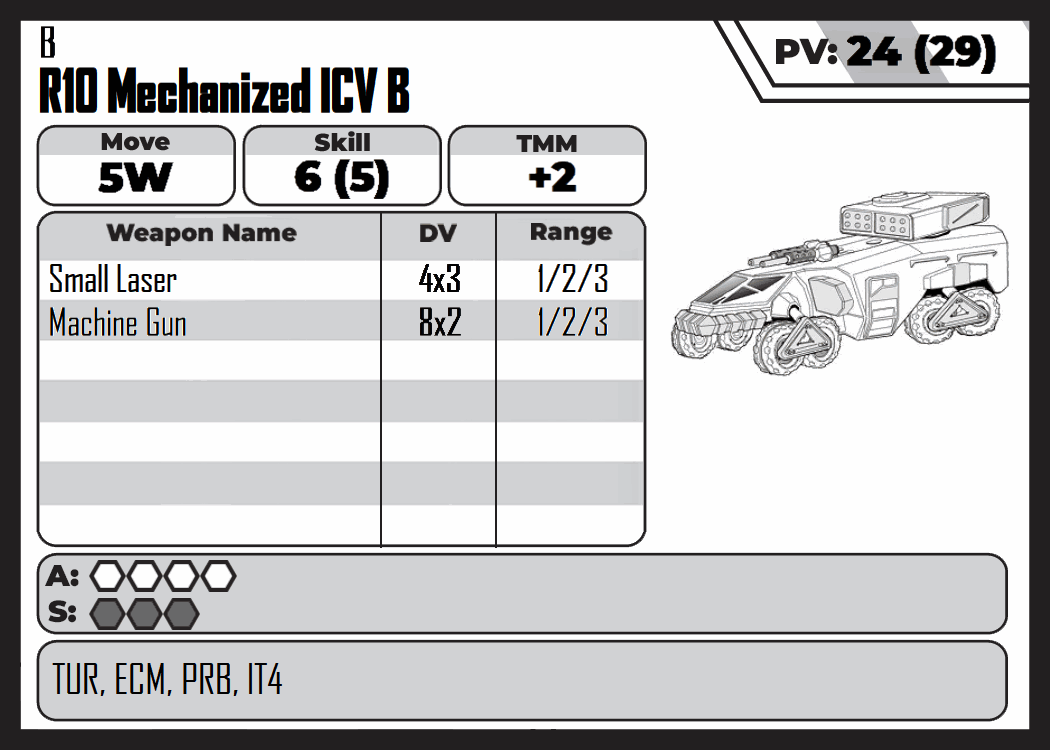 B
R10 Mechanized ICV B
PV: 24 (29)
Move
5W
Skill
6 (5)
TMM
+2
Weapon Name DV Range
Small Laser 4x3 1/2/3
Machine Gun 8x2 1/2/3
A:
S:
TUR, ECM, PRB, IT4